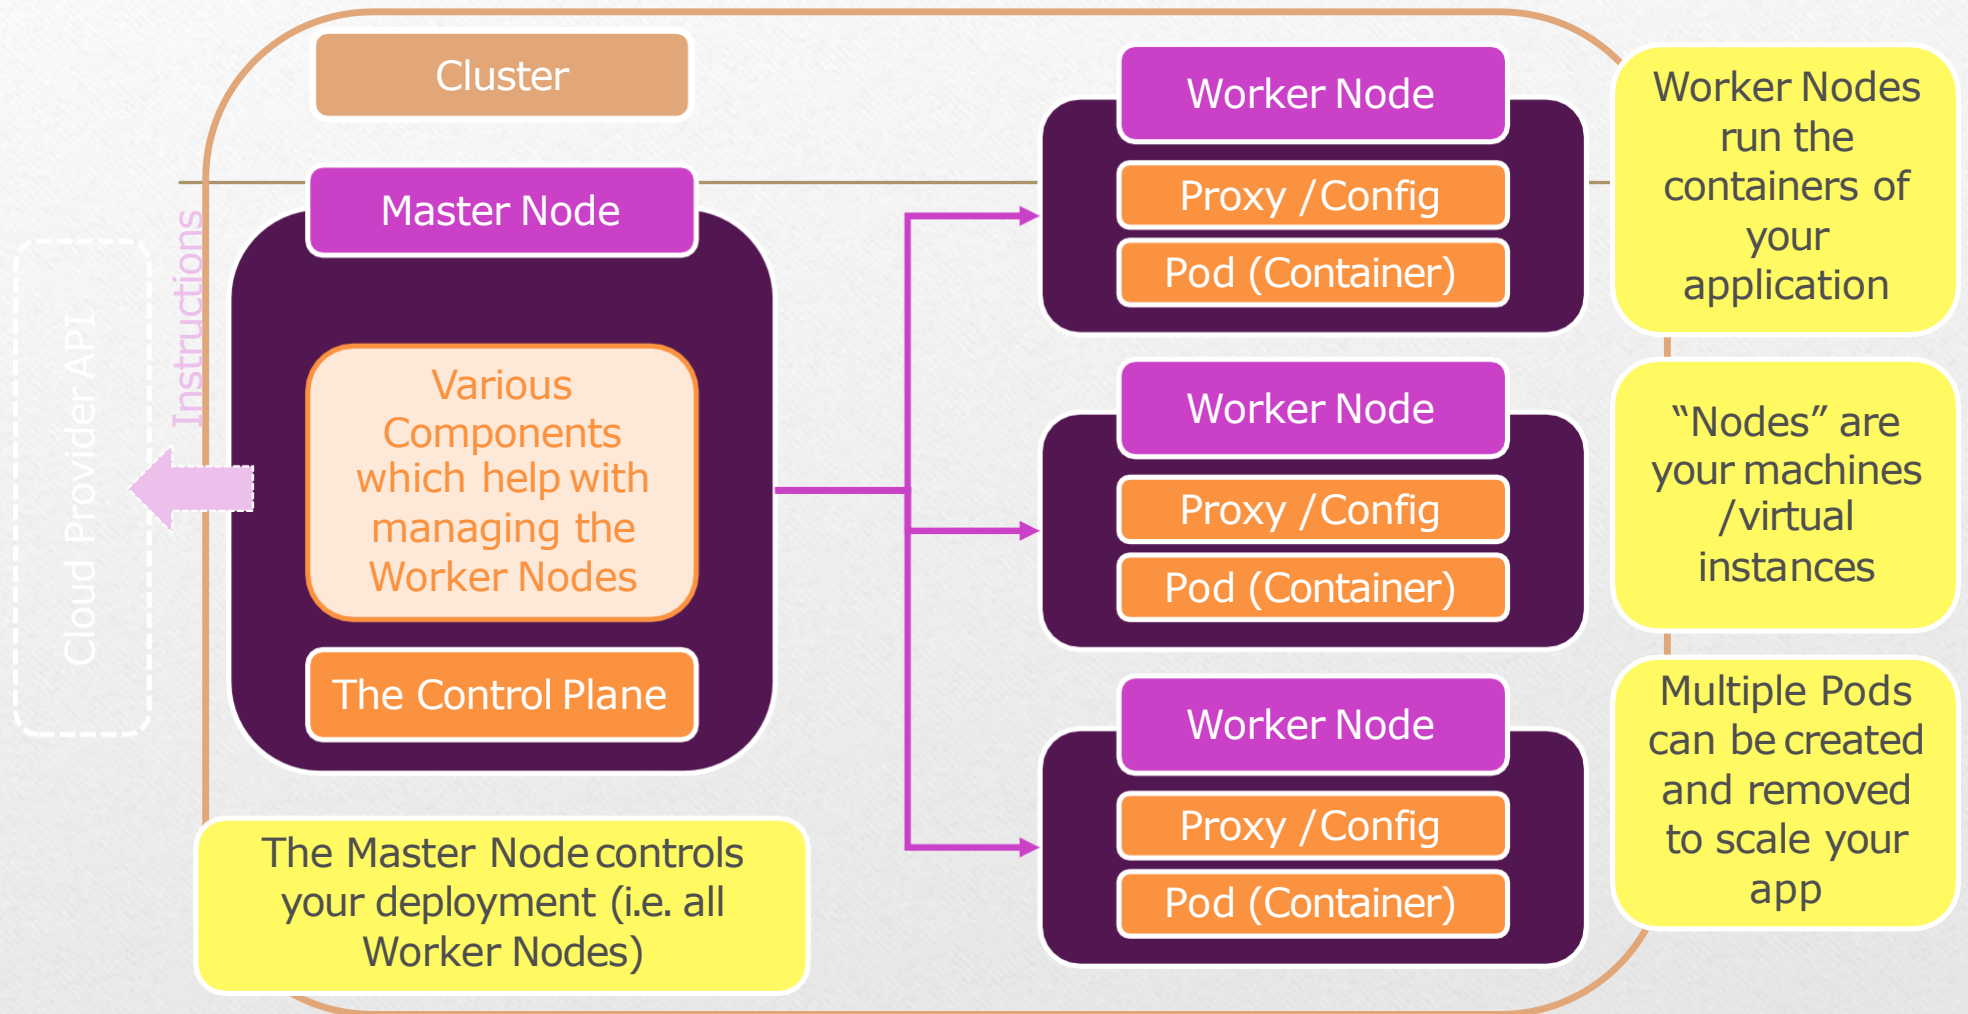 Cluster
Master Node
Instructions
Cloud Provider API
Various
Components
which help with
managing the
Worker Nodes
The Control Plane
The Master Node controls
your deployment (i.e. all
Worker Nodes)
Worker Node
Proxy / Config
Pod (Container)
Worker Node
Proxy / Config
Pod (Container)
Worker Node
Proxy / Config
Pod (Container)
Worker Nodes
run the
containers of
your
application
“Nodes” are
your machines
/ virtual
instances
Multiple Pods
can be created
and removed
to scale your
app